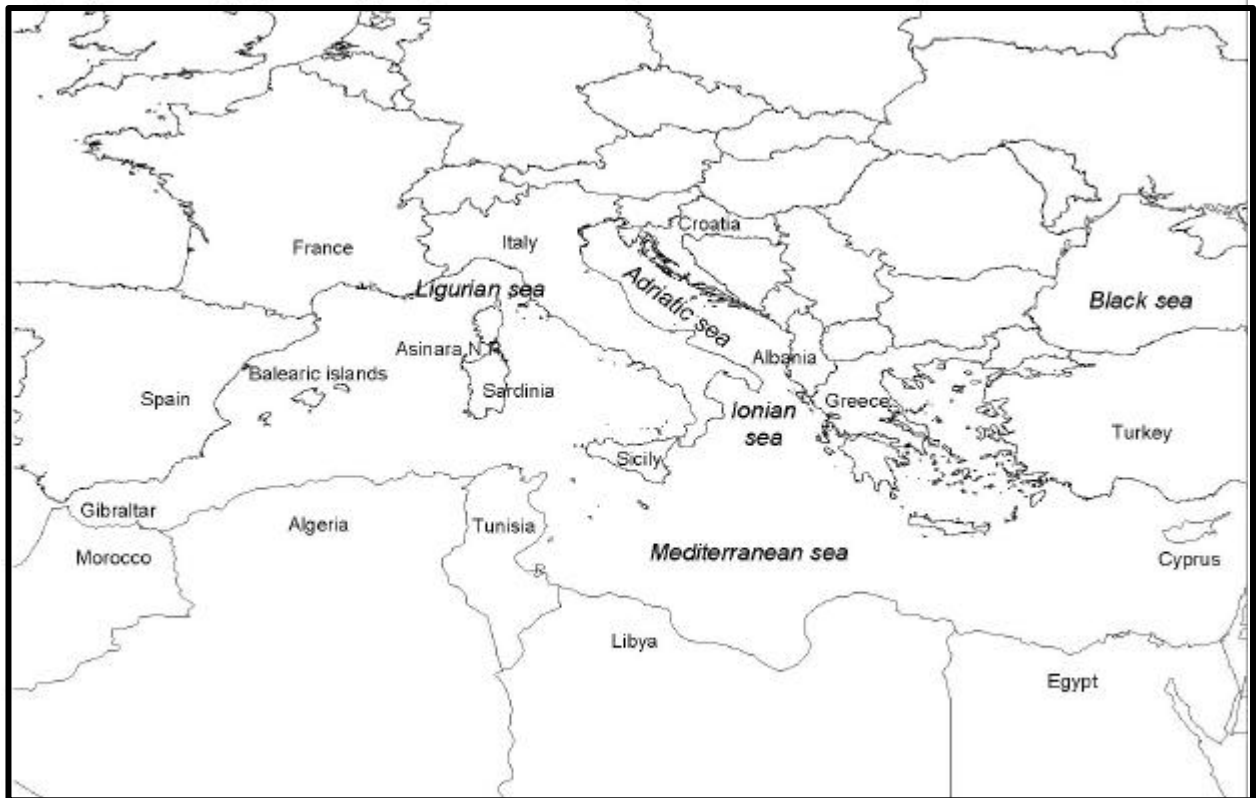 Croatia
Italy
France
Ligurian sea
Adriatic sea
Black sea
Asinara N.P.
Albania
Balearic islands
Sardinia
Spain
Greece
Ionian
sea
Turkey
Sicily
Gibraltar
Algeria
Tunisia
Mediterranean sea
Morocco
Cyprus
Libya
Egypt